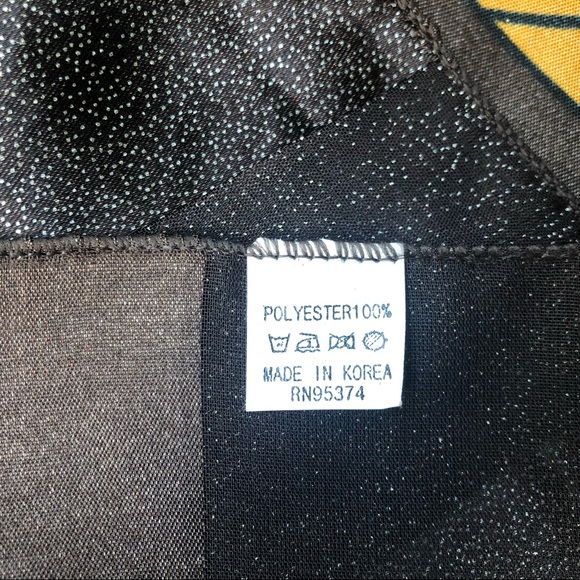 POLYESTER100%
MADE IN KOREA
RN95374